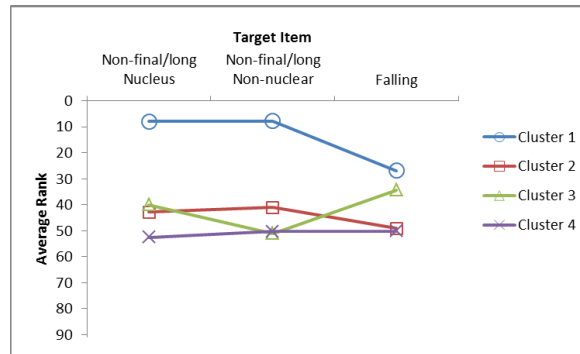 Target Item
Non-final/long Non-final/long Falling
Nucleus Non-nuclear
0
10
20
30
40
50
60
70
80
90
Average Rank
Cluster 1
Cluster 2
Cluster 3
Cluster 4